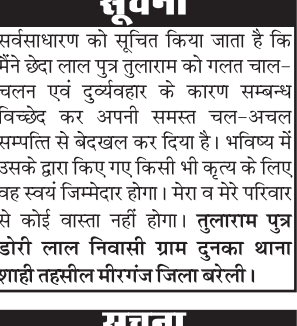 सूचना
सर्वसाधारण को सूचित किया जाता है कि
मैंने छेदा लाल पुत्र तुलाराम को गलत चाल-
चलन एवं दुर्व्यवहार के कारण सम्बन्ध
विच्छेद कर अपनी समस्त चल-अचल
सम्पत्ति से बेदखल कर दिया है। भविष्य में
उसके द्वारा किए गए किसी भी कृत्य के लिए
वह स्वयं जिम्मेदार होगा। मेरा व मेरे परिवार
से कोई वास्ता नहीं होगा। तुलाराम पुत्र
डोरी लाल निवासी ग्राम दुनका थाना
शाही तहसील मीरगंज जिला बरेली।
सूचना